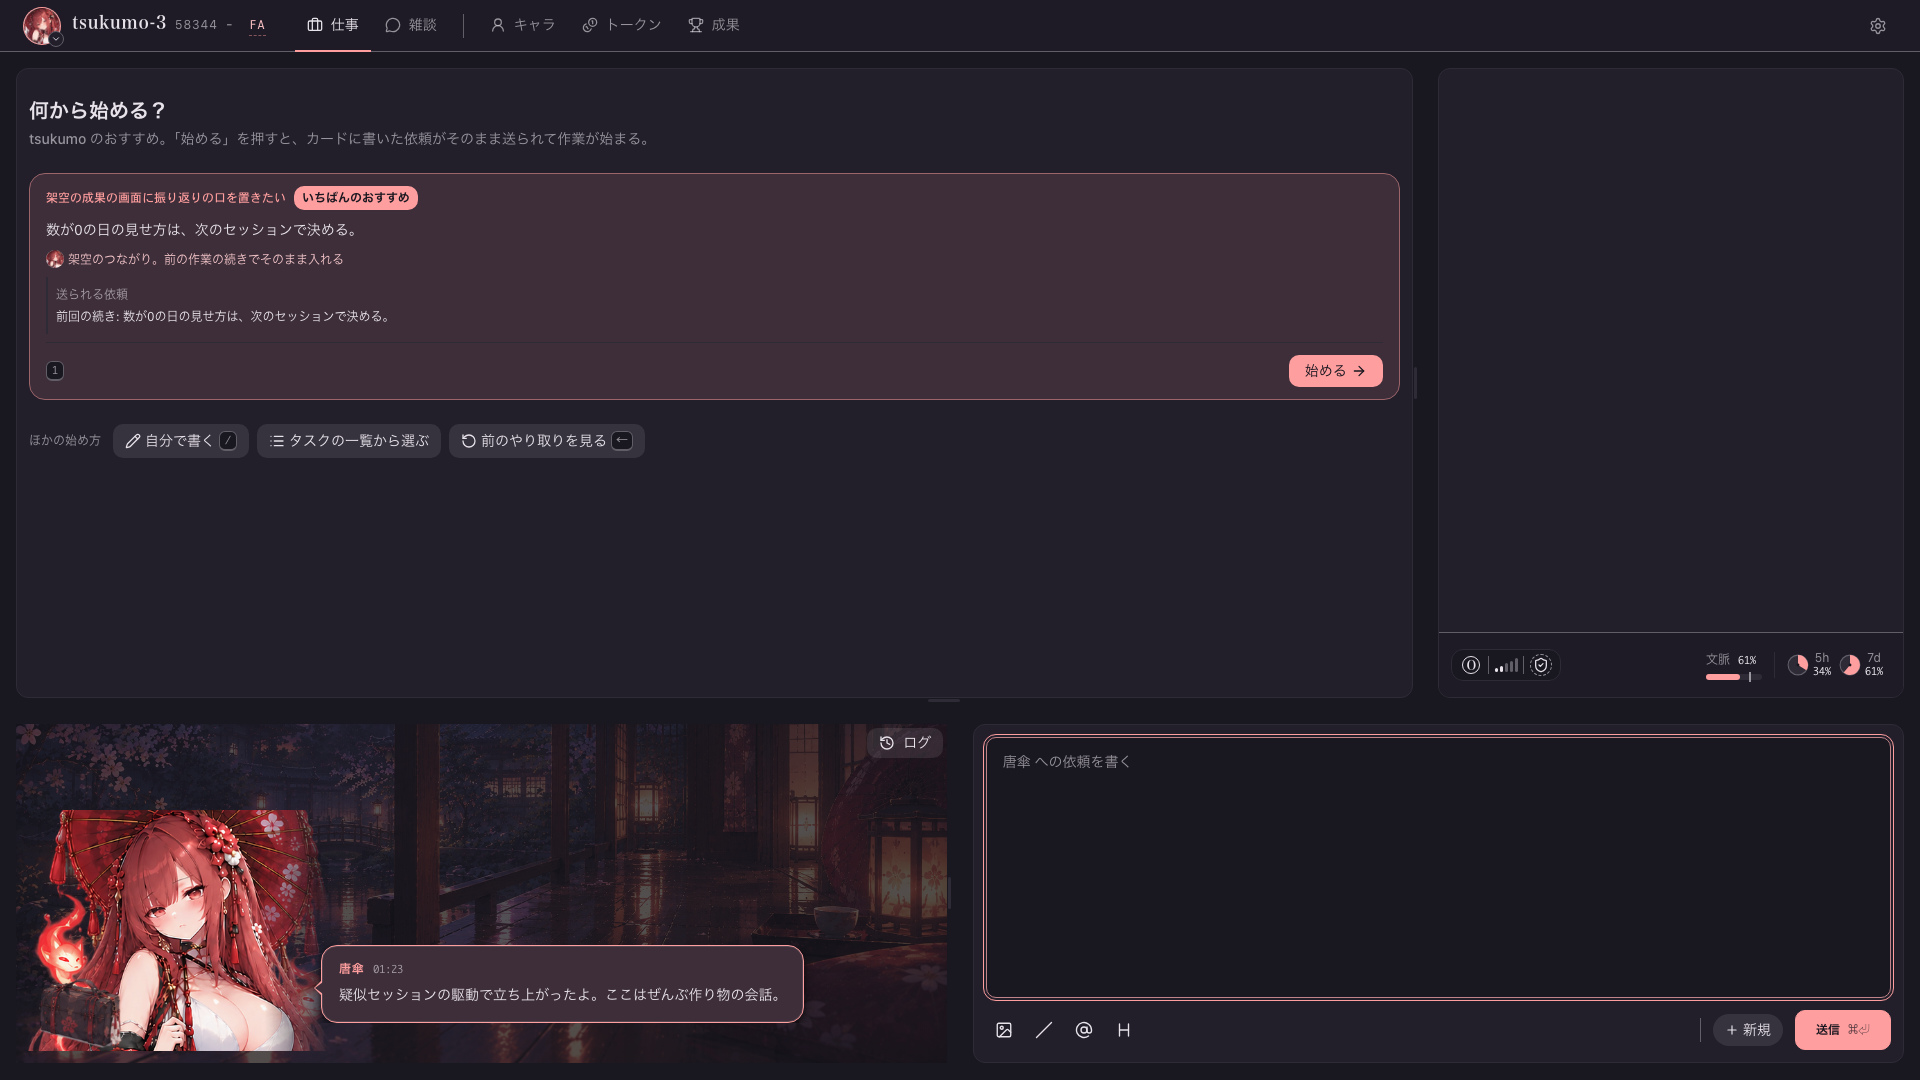 tsukumo-3 58344 - FA 仕事 雑談 キャラ トークン 成果
何から始める？
tsukumo のおすすめ。「始める」を押すと、カードに書いた依頼がそのまま送られて作業が始まる。
架空の成果の画面に振り返りの口を置きたい いちばんのおすすめ
数が0の日の見せ方は、次のセッションで決める。
架空のつながり。前の作業の続きでそのまま入れる
送られる依頼
前回の続き: 数が0の日の見せ方は、次のセッションで決める。
1 始める →
ほかの始め方 自分で書く / タスクの一覧から選ぶ 前のやり取りを見る ←
文脈 61% 5h 34% 7d 61%
ログ
唐傘 01:23
疑似セッションの駆動で立ち上がったよ。ここはぜんぶ作り物の会話。
唐傘 への依頼を書く
+ 新規 送信 ⌘⏎